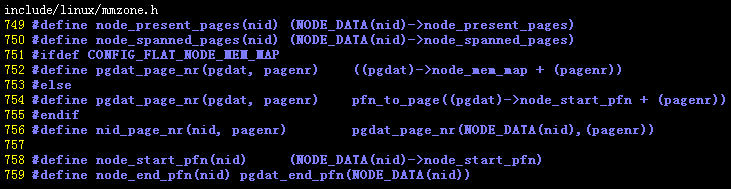 include/linux/mmzone.h
749 #define node_present_pages(nid) (NODE_DATA(nid)->node_present_pages)
750 #define node_spanned_pages(nid) (NODE_DATA(nid)->node_spanned_pages)
751 #ifdef CONFIG_FLAT_NODE_MEM_MAP
752 #define pgdat_page_nr(pgdat, pagenr)    ((pgdat)->node_mem_map + (pagenr))
753 #else
754 #define pgdat_page_nr(pgdat, pagenr)    pfn_to_page((pgdat)->node_start_pfn + (pagenr))
755 #endif
756 #define nid_page_nr(nid, pagenr)        pgdat_page_nr(NODE_DATA(nid),(pagenr))
757
758 #define node_start_pfn(nid)     (NODE_DATA(nid)->node_start_pfn)
759 #define node_end_pfn(nid) pgdat_end_pfn(NODE_DATA(nid))